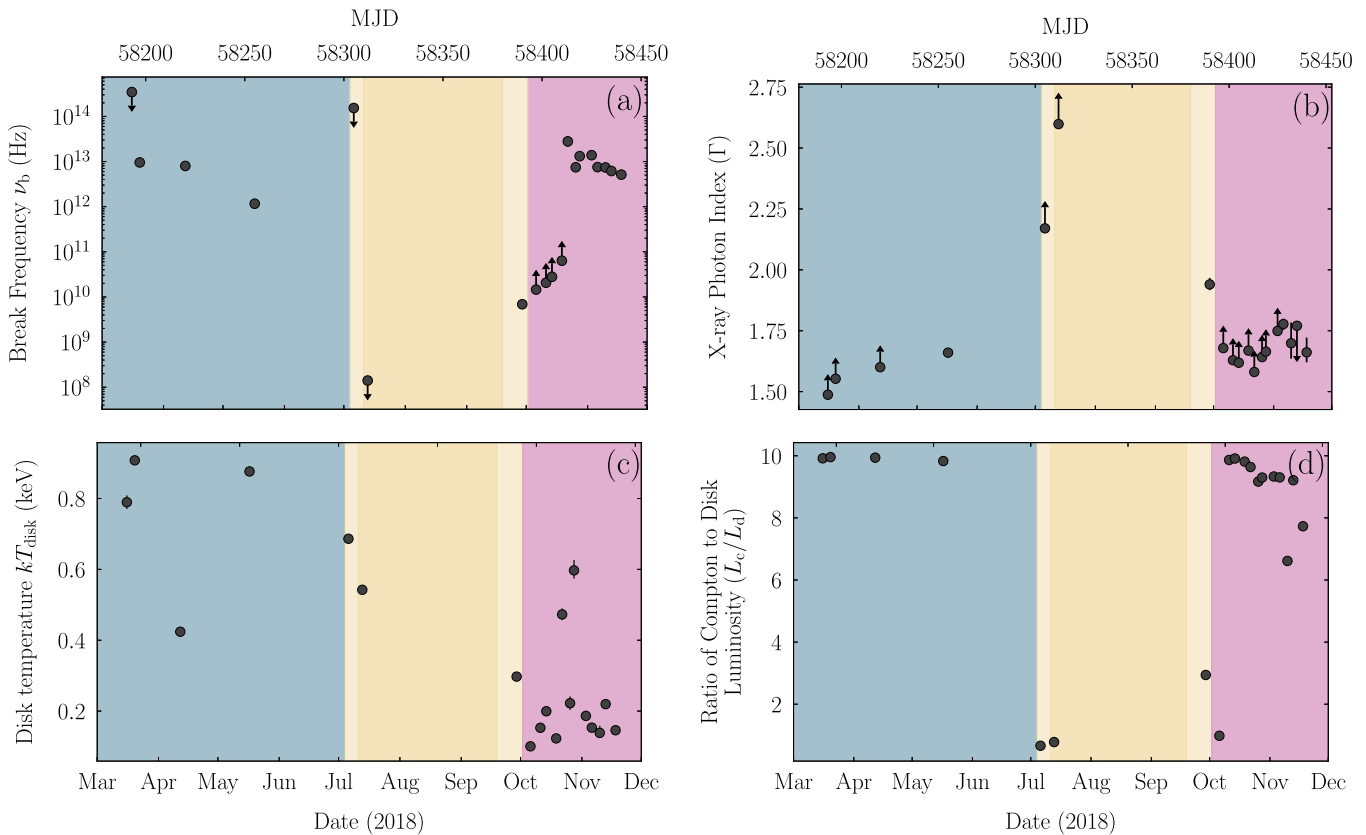 MJD
58200 58250 58300 58350 58400 58450
(a)
10^14
10^13
10^12
10^11
10^10
10^9
10^8
Break Frequency ν_b (Hz)
MJD
58200 58250 58300 58350 58400 58450
(b)
2.75
2.50
2.25
2.00
1.75
1.50
X-ray Photon Index (Γ)
(c)
0.8
0.6
0.4
0.2
Disk temperature kT_disk (keV)
Mar Apr May Jun Jul Aug Sep Oct Nov Dec
Date (2018)
(d)
10
8
6
4
2
Ratio of Compton to Disk
Luminosity (L_c/L_d)
Mar Apr May Jun Jul Aug Sep Oct Nov Dec
Date (2018)